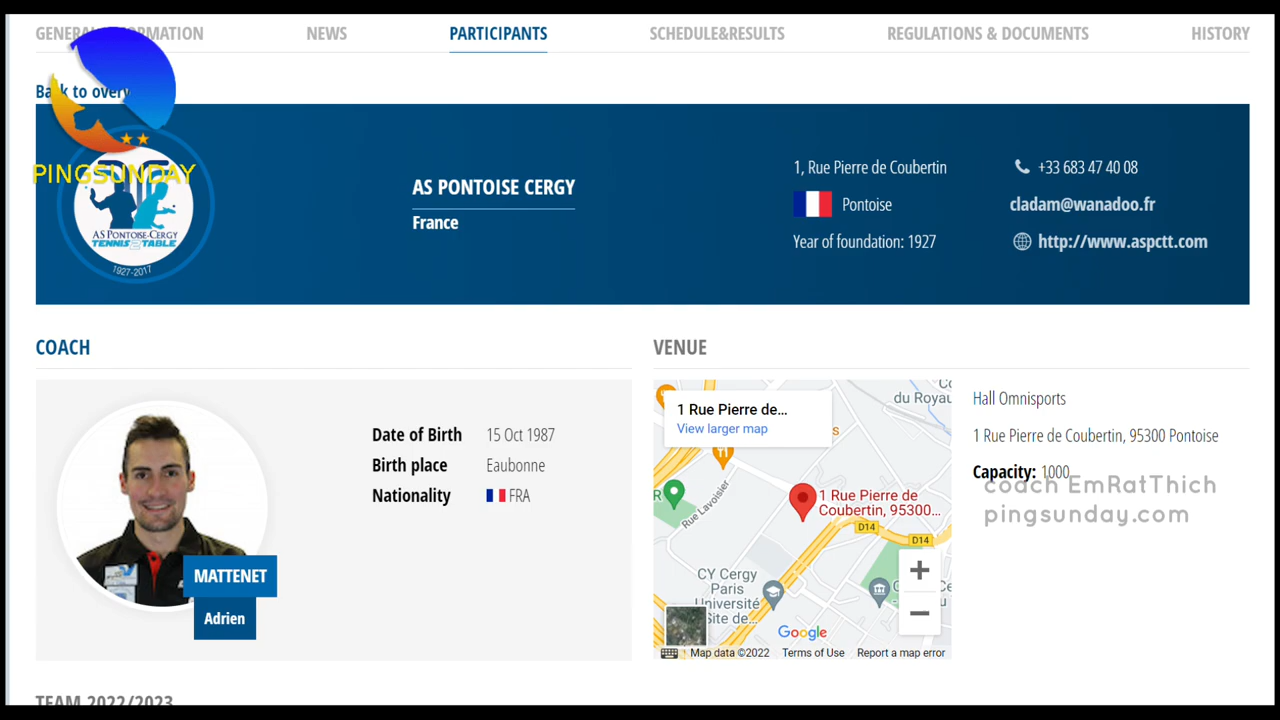 GENERAL INFORMATION
NEWS
PARTICIPANTS
SCHEDULE&RESULTS
REGULATIONS & DOCUMENTS
HISTORY
Back to overv
PINGSUNDAY
AS PONTOISE-CERGY
TENNIS TABLE
1927-2017
AS PONTOISE CERGY
France
1, Rue Pierre de Coubertin
Pontoise
Year of foundation: 1927
+33 683 47 40 08
cladam@wanadoo.fr
http://www.aspctt.com
COACH
MATTENET
Adrien
Date of Birth 15 Oct 1987
Birth place Eaubonne
Nationality FRA
VENUE
1 Rue Pierre de...
View larger map
du Royau
s
R
Rue Lavoisier
1 Rue Pierre de
Coubertin, 95300...
D14
D14
CY Cergy
Paris
Université
Site de...
Google
Map data ©2022 Terms of Use Report a map error
Hall Omnisports
1 Rue Pierre de Coubertin, 95300 Pontoise
Capacity: 1000
coach EmRatThich
pingsunday.com
TEAM 2022/2023